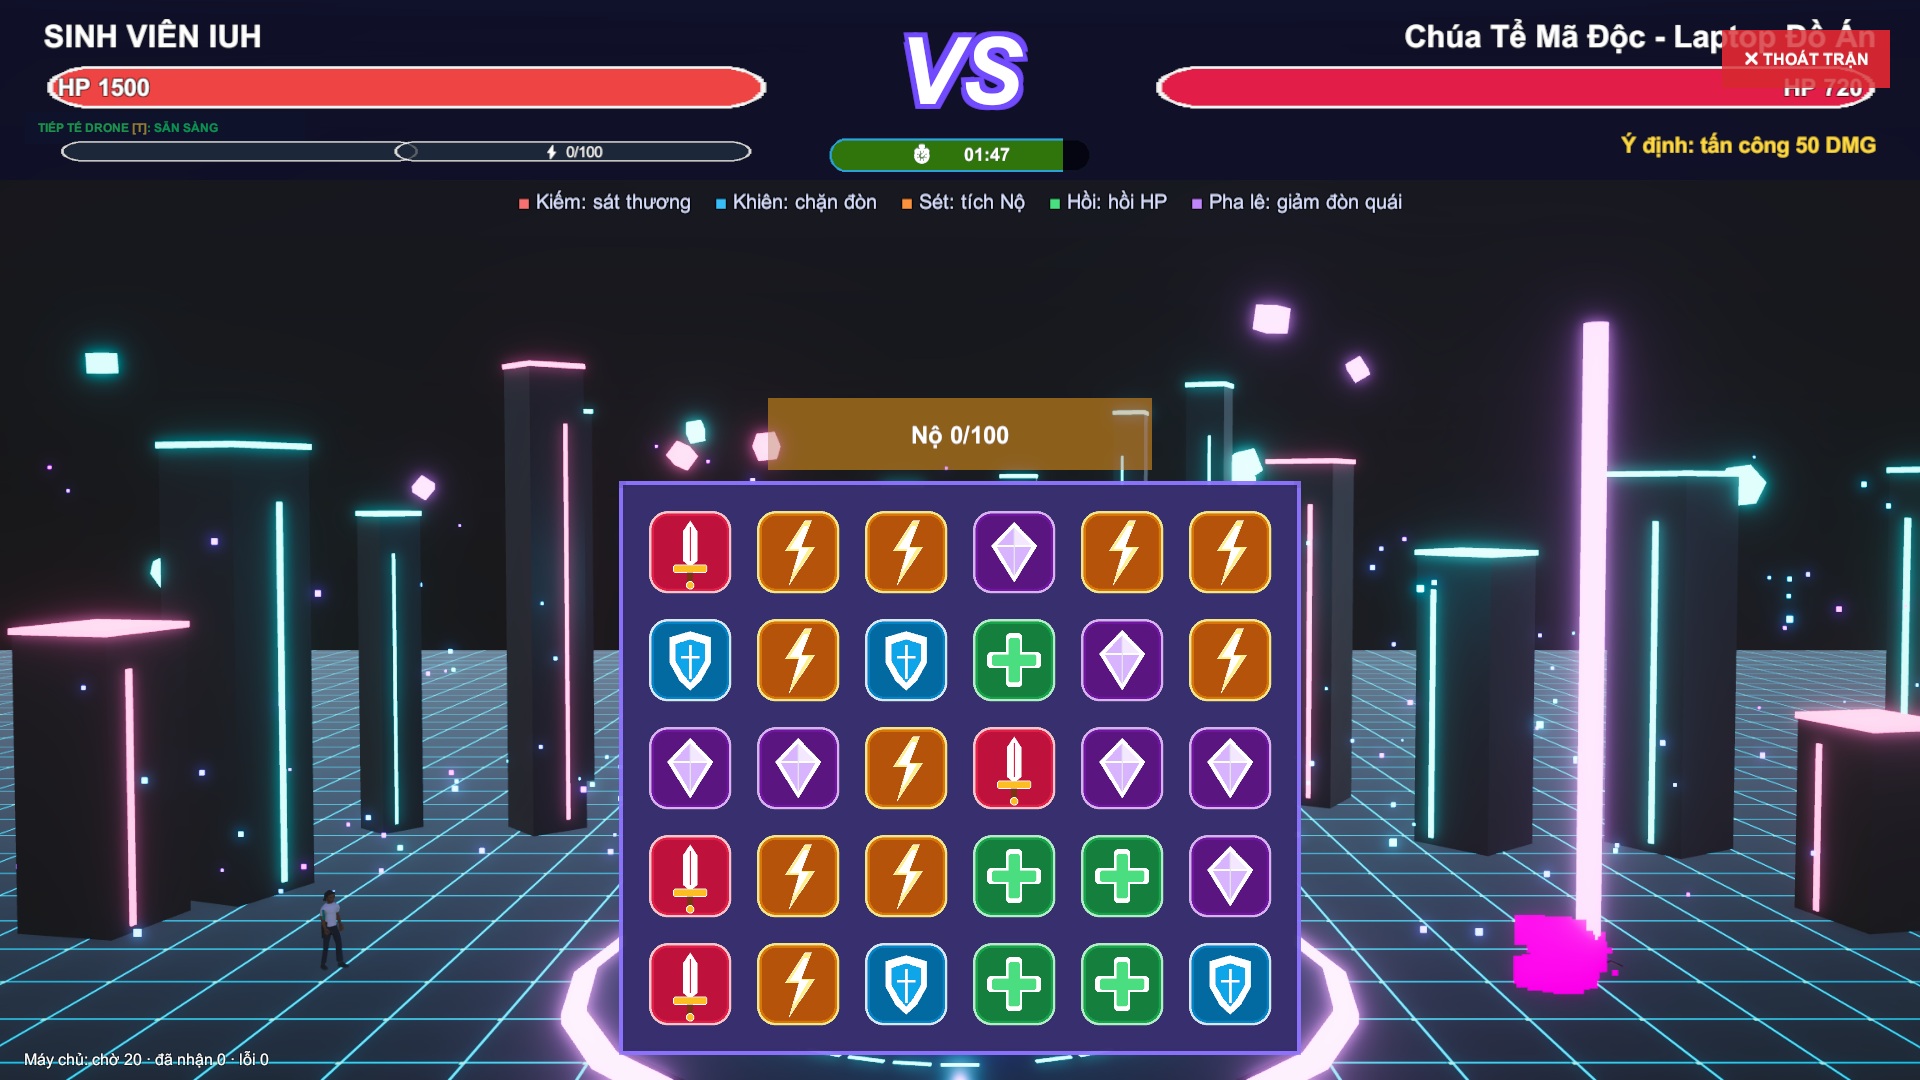 SINH VIÊN IUH
VS
Chúa Tể Mã Độc - Laptop Đồ Án
✕ THOÁT TRẬN
HP 1500
HP 720
TIẾP TẾ DRONE [T]: SẴN SÀNG
0/100
01:47
Ý định: tấn công 50 DMG
Kiếm: sát thương Khiên: chặn đòn Sét: tích Nộ Hồi: hồi HP Pha lê: giảm đòn quái
Nộ 0/100
Máy chủ: chờ 20 · đã nhận 0 · lỗi 0